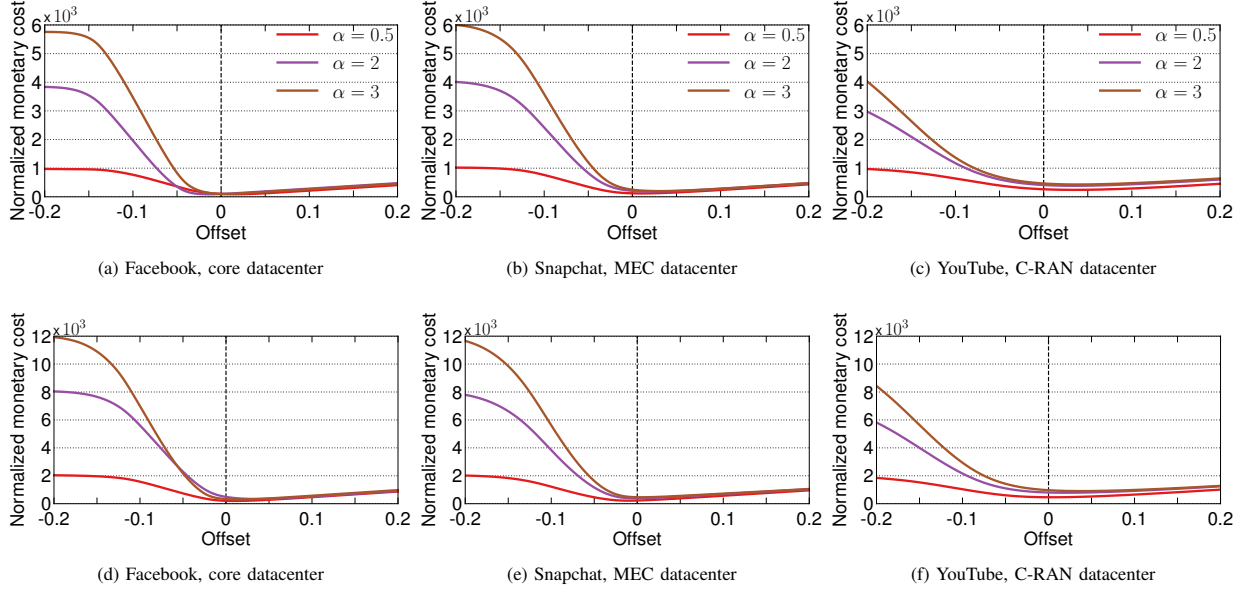 ×10³
Normalized monetary cost
6
5
4
3
2
1
0
-0.2
-0.1
0
0.1
0.2
Offset
α = 0.5
α = 2
α = 3
(a) Facebook, core datacenter
×10³
Normalized monetary cost
6
5
4
3
2
1
0
-0.2
-0.1
0
0.1
0.2
Offset
α = 0.5
α = 2
α = 3
(b) Snapchat, MEC datacenter
×10³
Normalized monetary cost
6
5
4
3
2
1
0
-0.2
-0.1
0
0.1
0.2
Offset
α = 0.5
α = 2
α = 3
(c) YouTube, C-RAN datacenter
×10³
Normalized monetary cost
12
10
8
6
4
2
0
-0.2
-0.1
0
0.1
0.2
Offset
(d) Facebook, core datacenter
×10³
Normalized monetary cost
12
10
8
6
4
2
0
-0.2
-0.1
0
0.1
0.2
Offset
(e) Snapchat, MEC datacenter
×10³
Normalized monetary cost
12
10
8
6
4
2
0
-0.2
-0.1
0
0.1
0.2
Offset
(f) YouTube, C-RAN datacenter